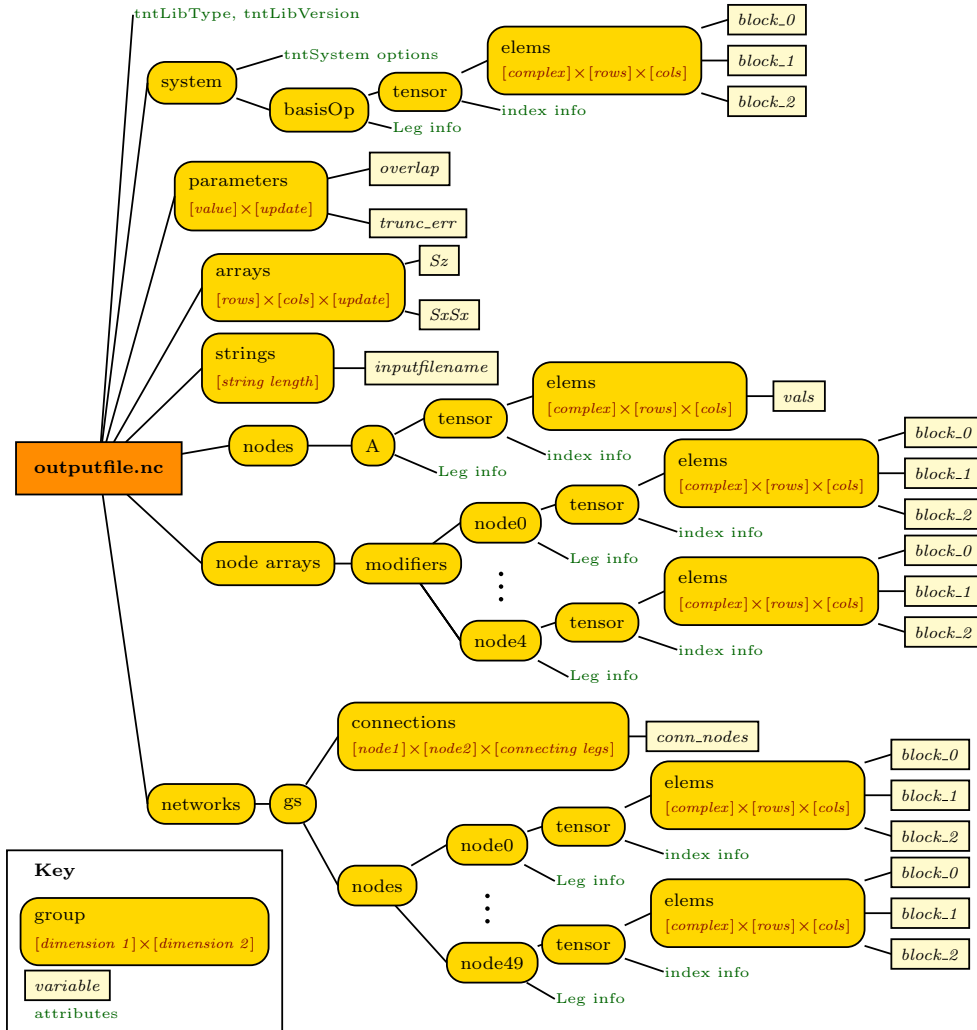 tntLibType, tntLibVersion
system
tntSystem options
basisOp
Leg info
tensor
index info
elems
[complex]×[rows]×[cols]
block_0
block_1
block_2
parameters
[value]×[update]
overlap
trunc_err
arrays
[rows]×[cols]×[update]
Sz
SxSx
strings
[string length]
inputfilename
outputfile.nc
nodes
A
Leg info
tensor
index info
elems
[complex]×[rows]×[cols]
vals
node arrays
modifiers
node0
Leg info
tensor
index info
elems
[complex]×[rows]×[cols]
block_0
block_1
block_2
node4
Leg info
tensor
index info
elems
[complex]×[rows]×[cols]
block_0
block_1
block_2
networks
gs
connections
[node1]×[node2]×[connecting legs]
conn_nodes
nodes
node0
Leg info
tensor
index info
elems
[complex]×[rows]×[cols]
block_0
block_1
block_2
node49
Leg info
tensor
index info
elems
[complex]×[rows]×[cols]
block_0
block_1
block_2
Key
group
[dimension 1]×[dimension 2]
variable
attributes